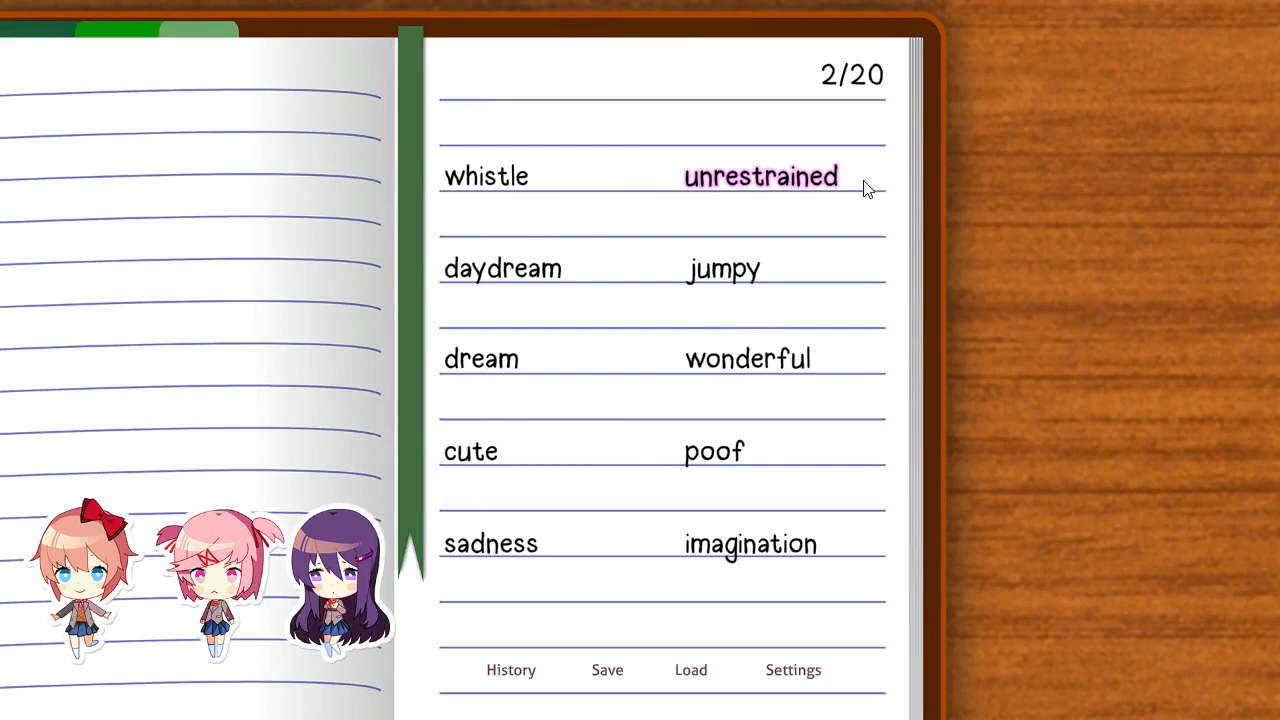 2/20
whistle unrestrained
daydream jumpy
dream wonderful
cute poof
sadness imagination
History Save Load Settings